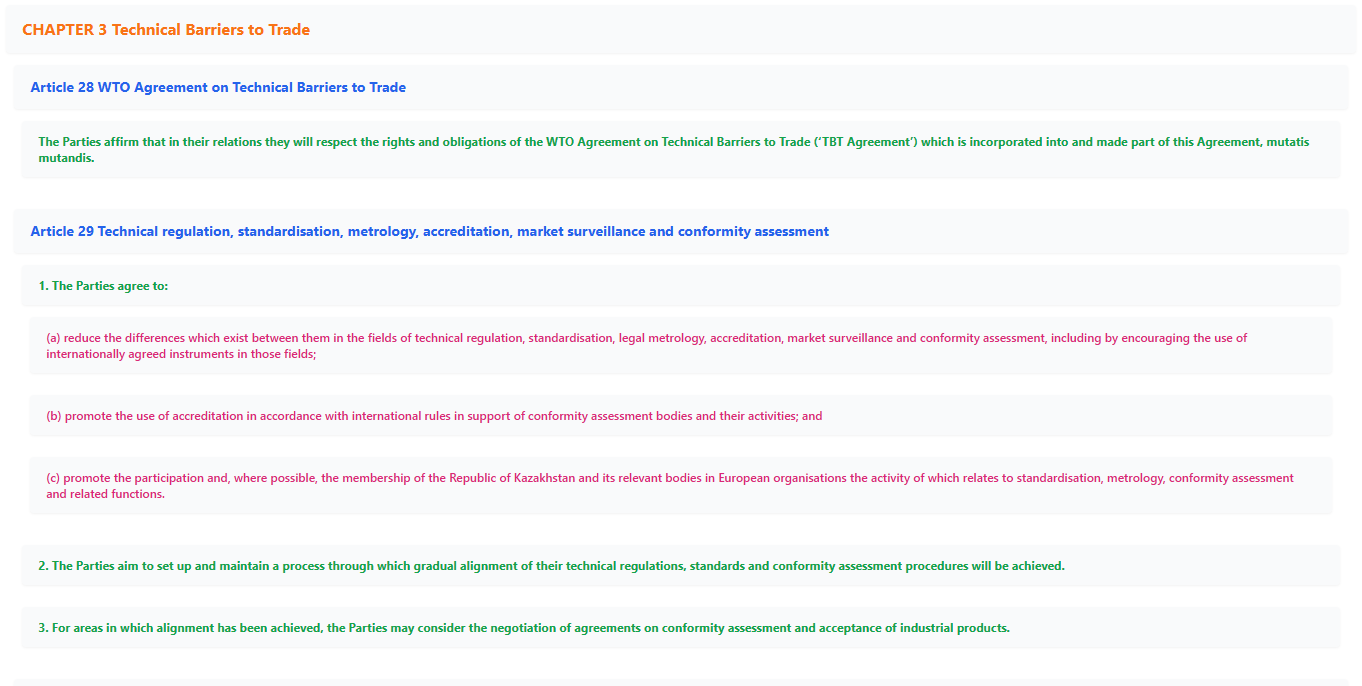 CHAPTER 3 Technical Barriers to Trade
Article 28 WTO Agreement on Technical Barriers to Trade
The Parties affirm that in their relations they will respect the rights and obligations of the WTO Agreement on Technical Barriers to Trade (‘TBT Agreement’) which is incorporated into and made part of this Agreement, mutatis
mutandis.
Article 29 Technical regulation, standardisation, metrology, accreditation, market surveillance and conformity assessment
1. The Parties agree to:
(a) reduce the differences which exist between them in the fields of technical regulation, standardisation, legal metrology, accreditation, market surveillance and conformity assessment, including by encouraging the use of
internationally agreed instruments in those fields;
(b) promote the use of accreditation in accordance with international rules in support of conformity assessment bodies and their activities; and
(c) promote the participation and, where possible, the membership of the Republic of Kazakhstan and its relevant bodies in European organisations the activity of which relates to standardisation, metrology, conformity assessment
and related functions.
2. The Parties aim to set up and maintain a process through which gradual alignment of their technical regulations, standards and conformity assessment procedures will be achieved.
3. For areas in which alignment has been achieved, the Parties may consider the negotiation of agreements on conformity assessment and acceptance of industrial products.